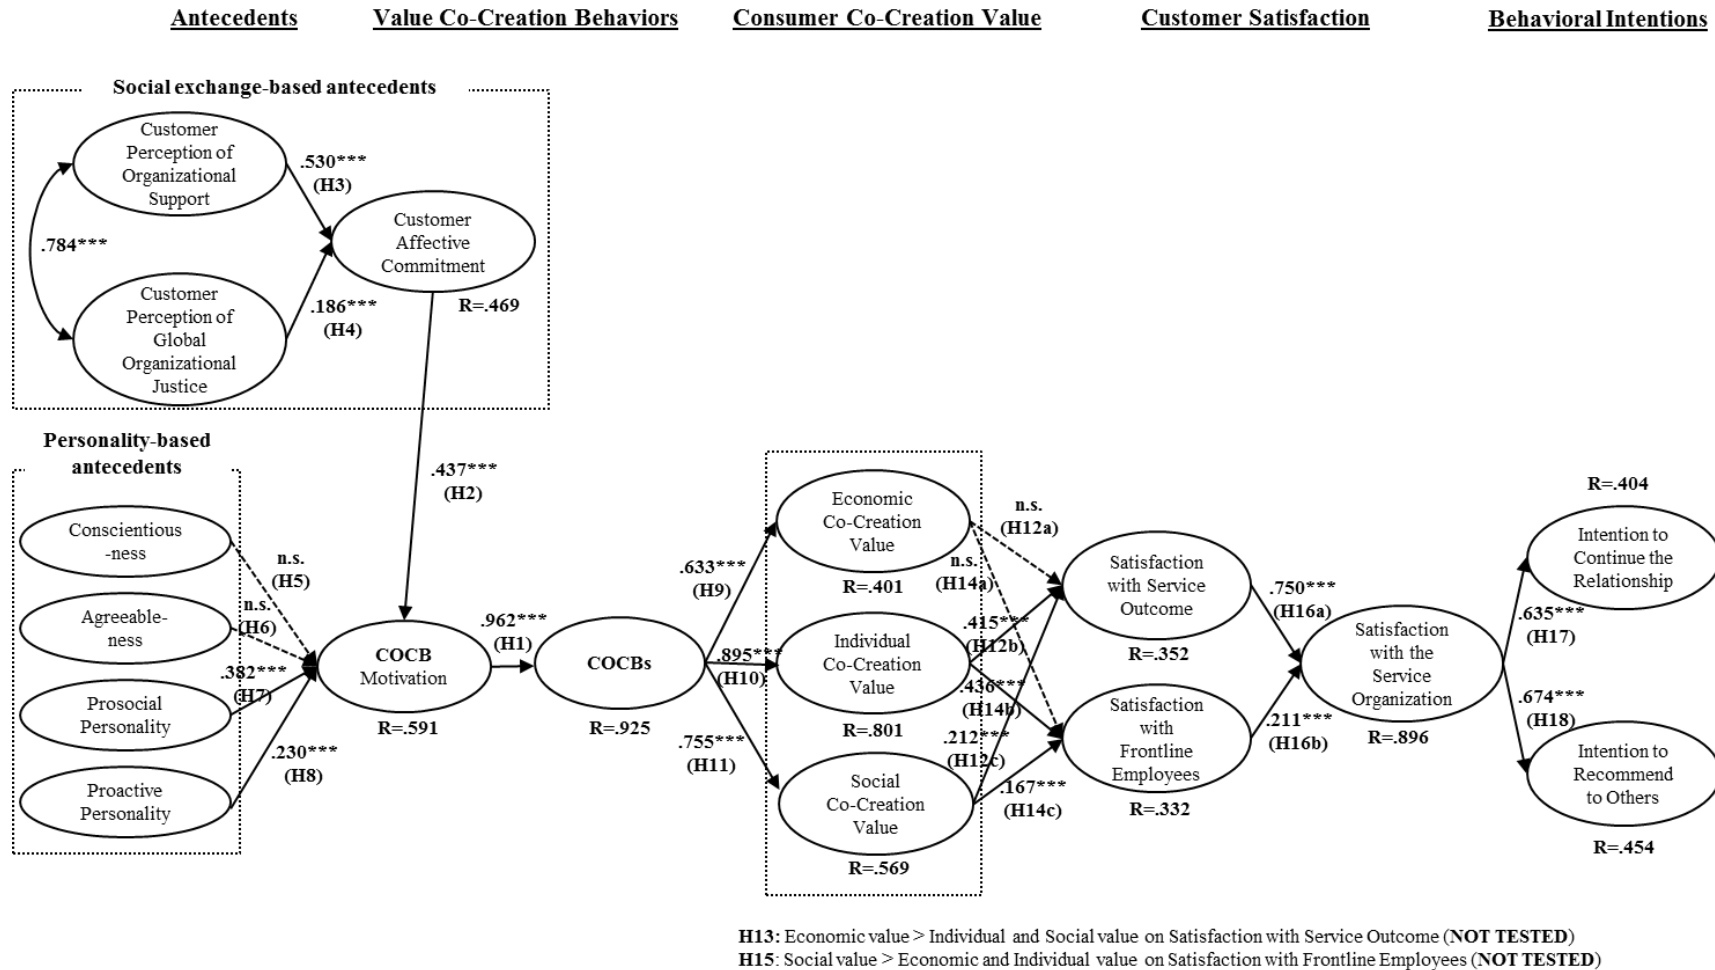 Antecedents
Value Co-Creation Behaviors
Consumer Co-Creation Value
Customer Satisfaction
Behavioral Intentions
Social exchange-based antecedents
Customer
Perception of
Organizational
Support
.530***
(H3)
.784***
Customer
Affective
Commitment
R=.469
Customer
Perception of
Global
Organizational
Justice
.186***
(H4)
.437***
(H2)
Personality-based
antecedents
Conscientious
-ness
n.s.
(H5)
Agreeable-
ness
n.s.
(H6)
Prosocial
Personality
.382***
(H7)
Proactive
Personality
.230***
(H8)
COCB
Motivation
R=.591
.962***
(H1)
COCBs
R=.925
.633***
(H9)
.895***
(H10)
.755***
(H11)
Economic
Co-Creation
Value
R=.401
Individual
Co-Creation
Value
R=.801
Social
Co-Creation
Value
R=.569
n.s.
(H12a)
n.s.
(H14a)
.415***
(H12b)
.436***
(H14b)
.212***
(H12c)
.167***
(H14c)
Satisfaction
with Service
Outcome
R=.352
Satisfaction
with
Frontline
Employees
R=.332
.750***
(H16a)
.211***
(H16b)
Satisfaction
with the
Service
Organization
R=.896
.635***
(H17)
.674***
(H18)
R=.404
Intention to
Continue the
Relationship
Intention to
Recommend
to Others
R=.454
H13: Economic value > Individual and Social value on Satisfaction with Service Outcome (NOT TESTED)
H15: Social value > Economic and Individual value on Satisfaction with Frontline Employees (NOT TESTED)